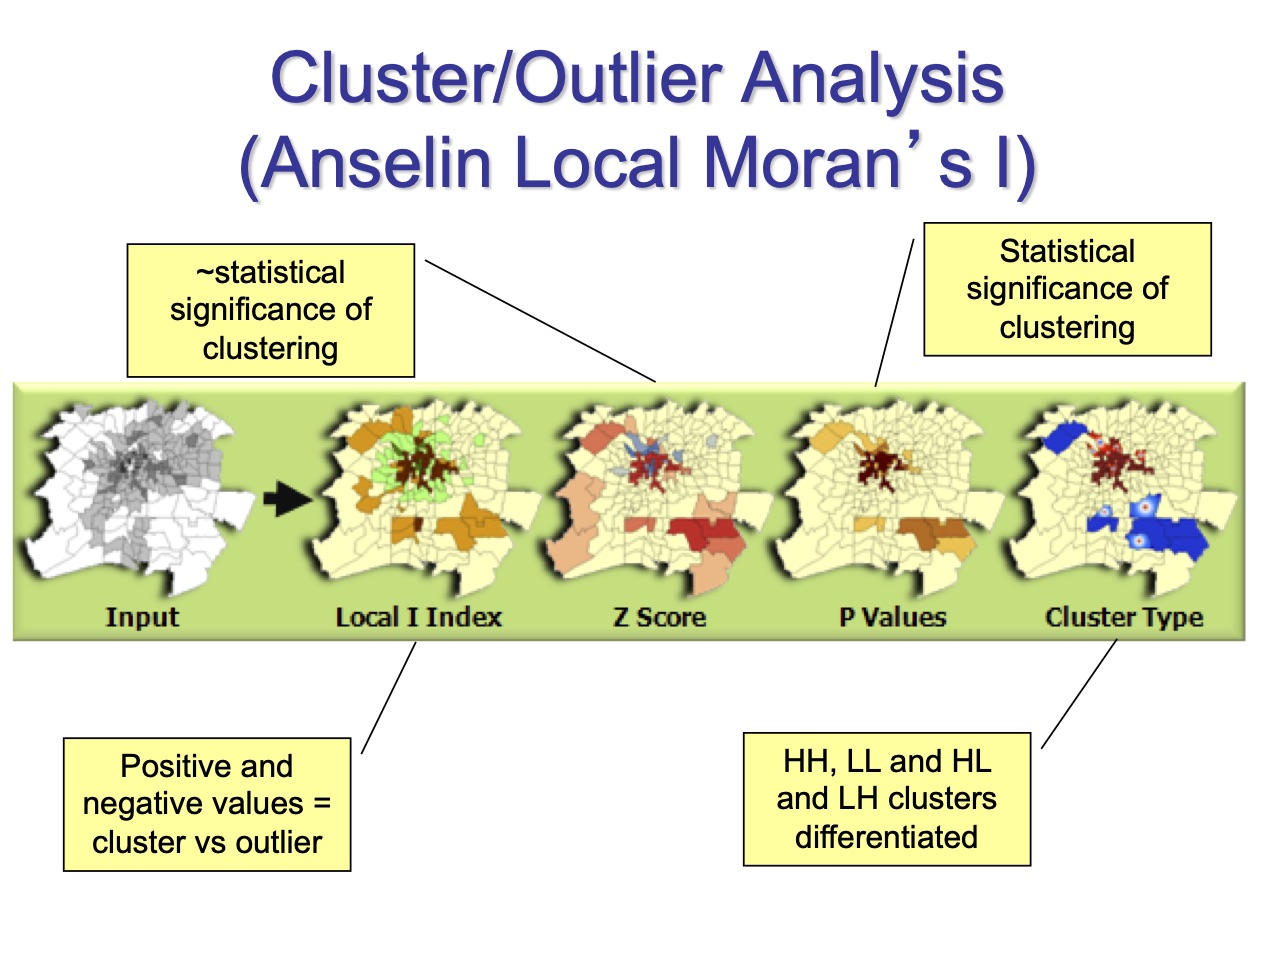 Cluster/Outlier Analysis
(Anselin Local Moran’s I)
~statistical
significance of
clustering
Statistical
significance of
clustering
Input
Local I Index
Z Score
P Values
Cluster Type
Positive and
negative values =
cluster vs outlier
HH, LL and HL
and LH clusters
differentiated